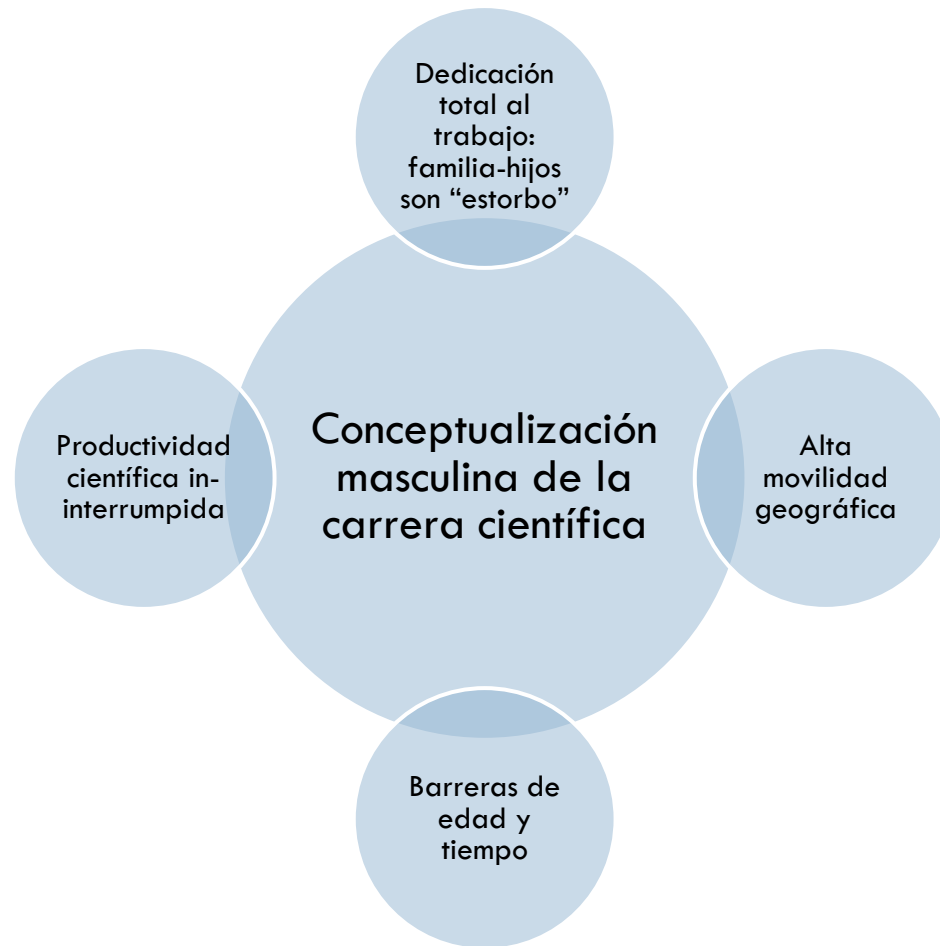 Dedicación
total al
trabajo:
familia-hijos
son “estorbo”
Conceptualización
masculina de la
carrera científica
Productividad
científica in-
interrumpida
Alta
movilidad
geográfica
Barreras de
edad y
tiempo